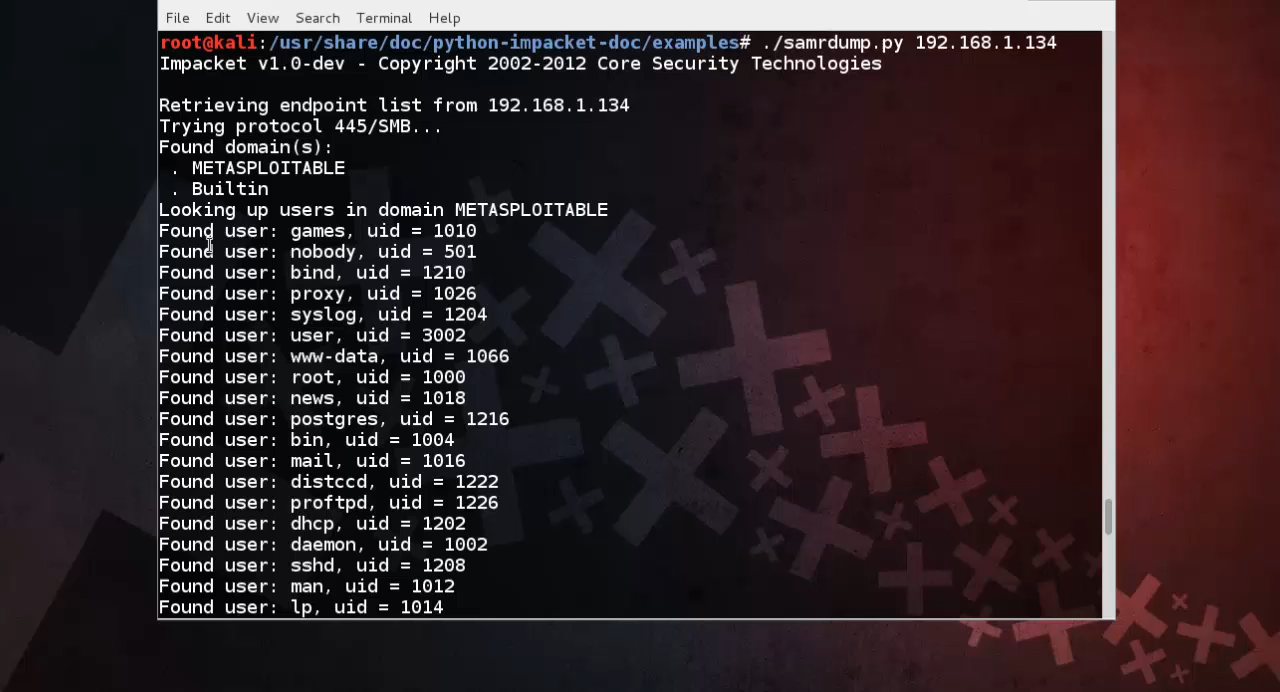 File Edit View Search Terminal Help
root@kali:/usr/share/doc/python-impacket-doc/examples# ./samrdump.py 192.168.1.134
Impacket v1.0-dev - Copyright 2002-2012 Core Security Technologies
Retrieving endpoint list from 192.168.1.134
Trying protocol 445/SMB...
Found domain(s):
. METASPLOITABLE
. Builtin
Looking up users in domain METASPLOITABLE
Found user: games, uid = 1010
Found user: nobody, uid = 501
Found user: bind, uid = 1210
Found user: proxy, uid = 1026
Found user: syslog, uid = 1204
Found user: user, uid = 3002
Found user: www-data, uid = 1066
Found user: root, uid = 1000
Found user: news, uid = 1018
Found user: postgres, uid = 1216
Found user: bin, uid = 1004
Found user: mail, uid = 1016
Found user: distccd, uid = 1222
Found user: proftpd, uid = 1226
Found user: dhcp, uid = 1202
Found user: daemon, uid = 1002
Found user: sshd, uid = 1208
Found user: man, uid = 1012
Found user: lp, uid = 1014